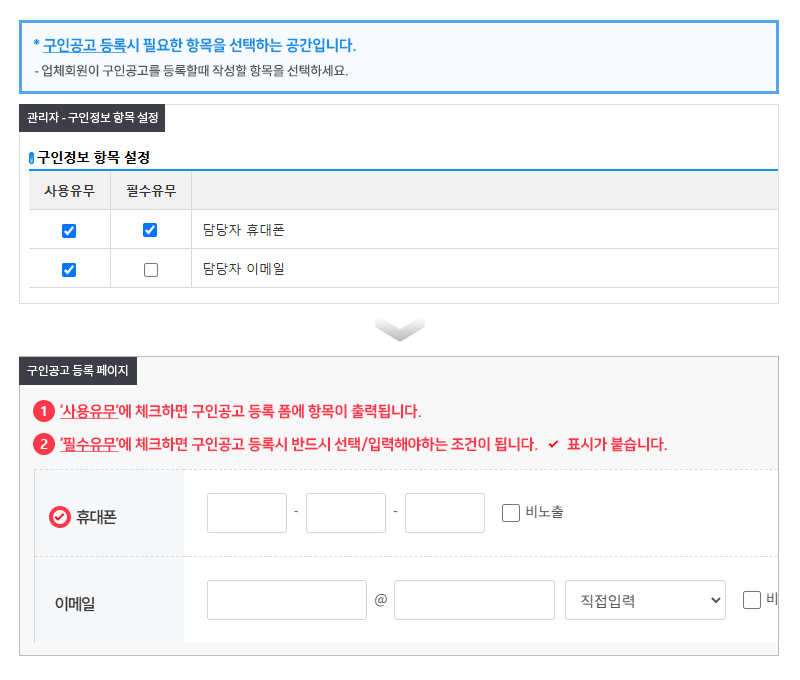 * 구인공고 등록시 필요한 항목을 선택하는 공간입니다.
- 업체회원이 구인공고를 등록할때 작성할 항목을 선택하세요.
관리자 - 구인정보 항목 설정
구인정보 항목 설정
사용유무 필수유무
담당자 휴대폰
담당자 이메일
구인공고 등록 페이지
1 '사용유무'에 체크하면 구인공고 등록 폼에 항목이 출력됩니다.
2 '필수유무'에 체크하면 구인공고 등록시 반드시 선택/입력해야하는 조건이 됩니다. ✓ 표시가 붙습니다.
휴대폰 - - 비노출
이메일 @ 직접입력 비